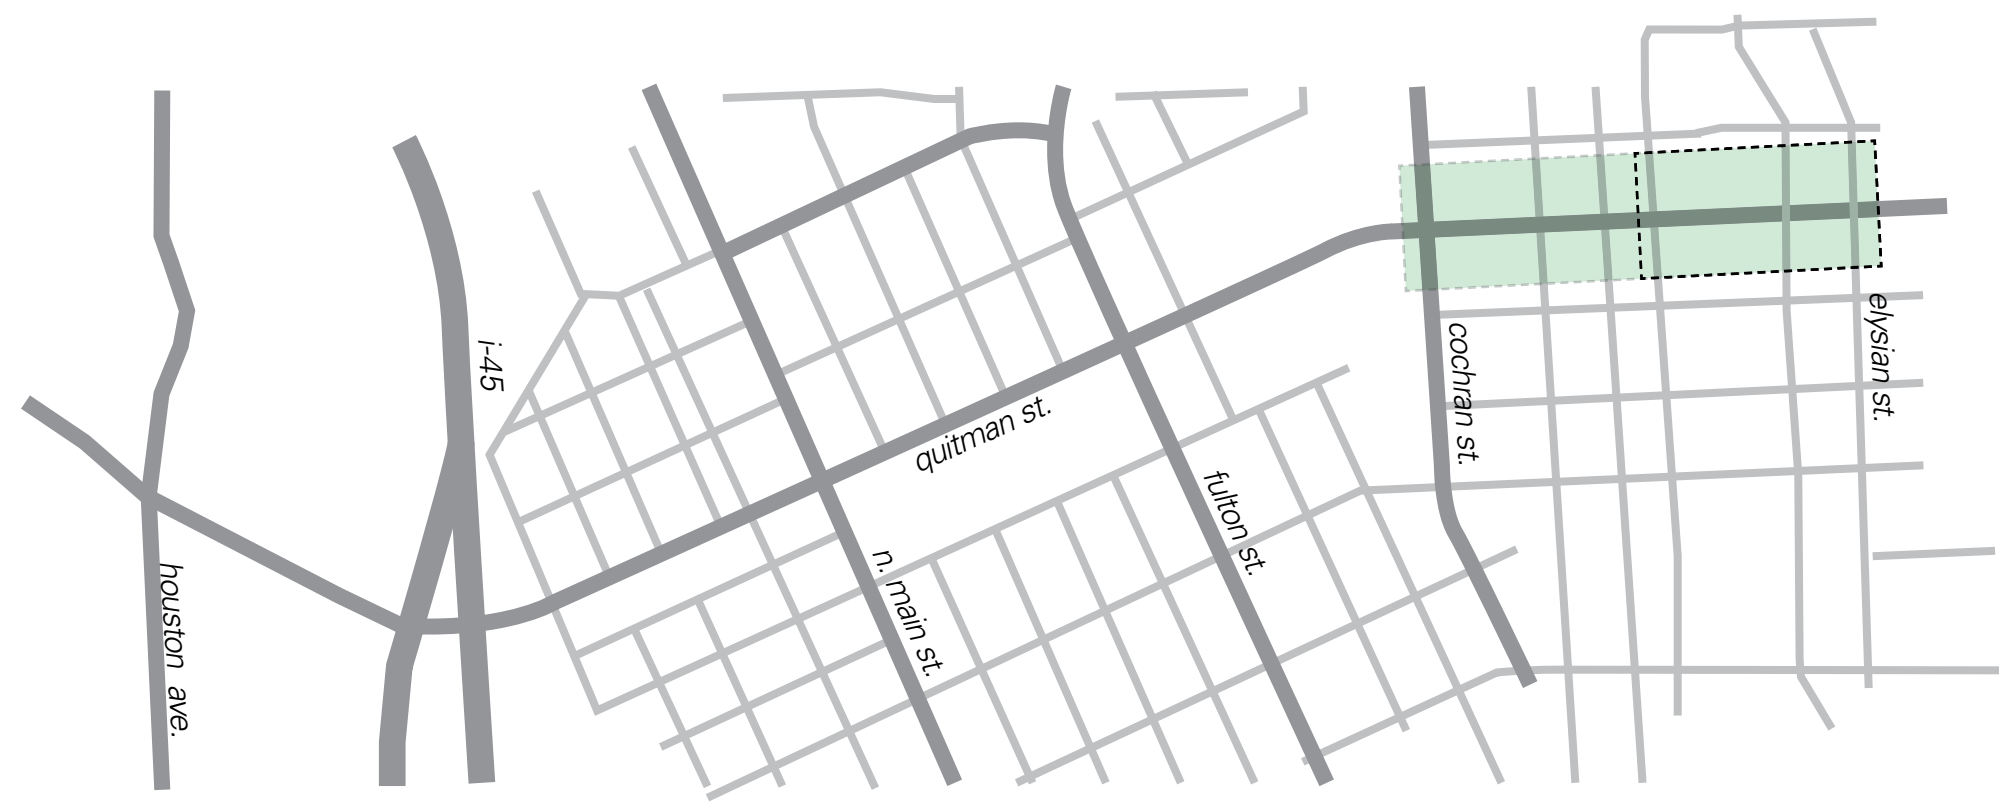 i-45
elysian st.
cochran st.
quitman st.
fulton st.
n. main st.
houston ave.